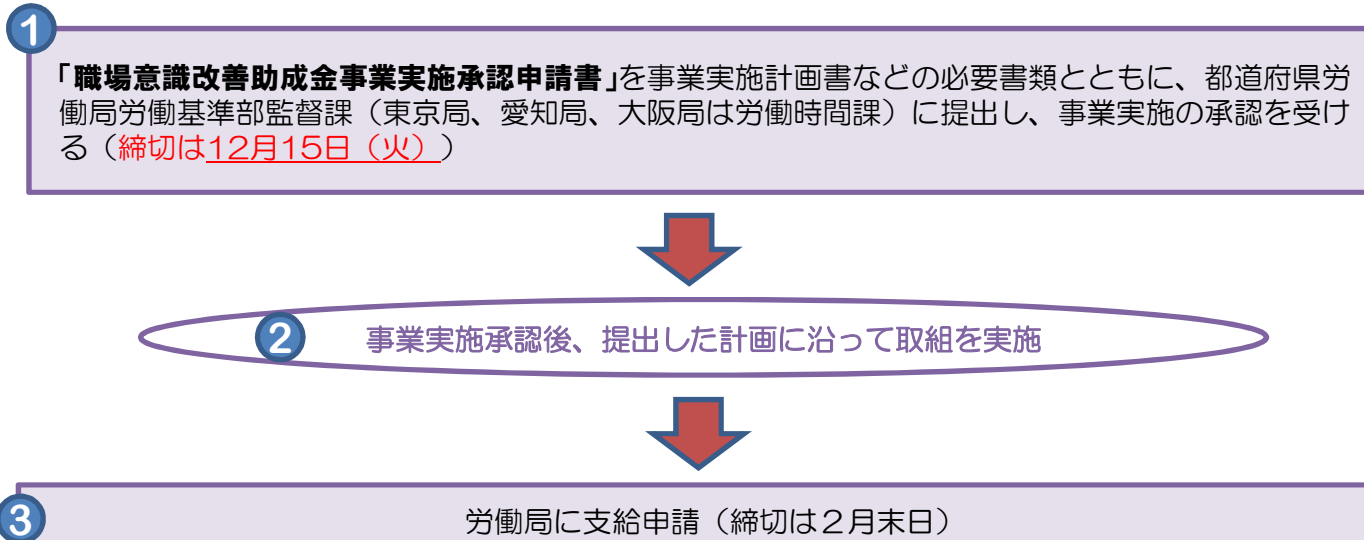 1
「職場意識改善助成金事業実施承認申請書」を事業実施計画書などの必要書類とともに、都道府県労
働局労働基準部監督課（東京局、愛知局、大阪局は労働時間課）に提出し、事業実施の承認を受け
る（締切は12月15日（火））
2 事業実施承認後、提出した計画に沿って取組を実施
3 労働局に支給申請（締切は２月末日）